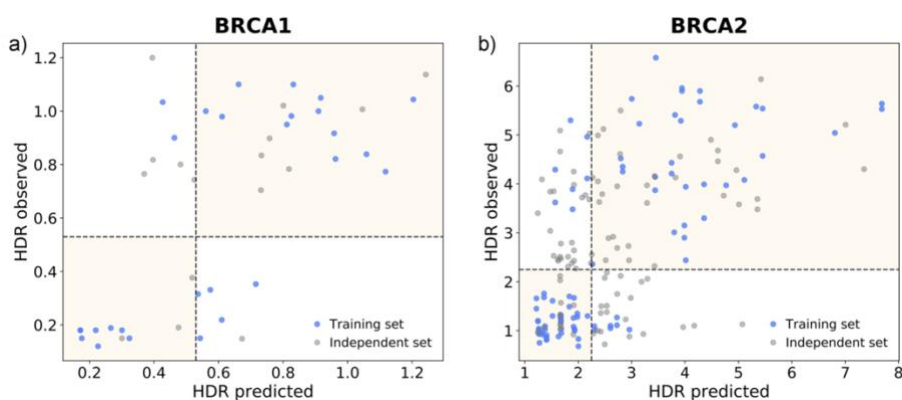 BRCA1
a)
HDR observed
1.2
1.0
0.8
0.6
0.4
0.2
0.2 0.4 0.6 0.8 1.0 1.2
HDR predicted
Training set
Independent set
BRCA2
b)
HDR observed
6
5
4
3
2
1
1 2 3 4 5 6 7 8
HDR predicted
Training set
Independent set